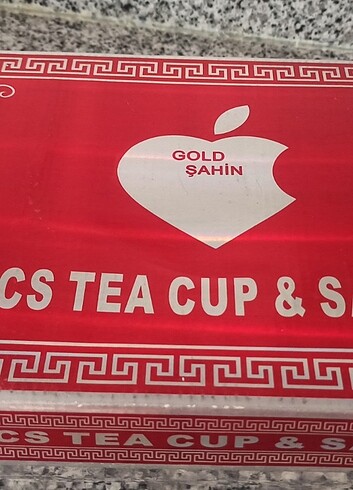 GOLD
ŞAHİN
CS TEA CUP & S
CS TEA CUP & S